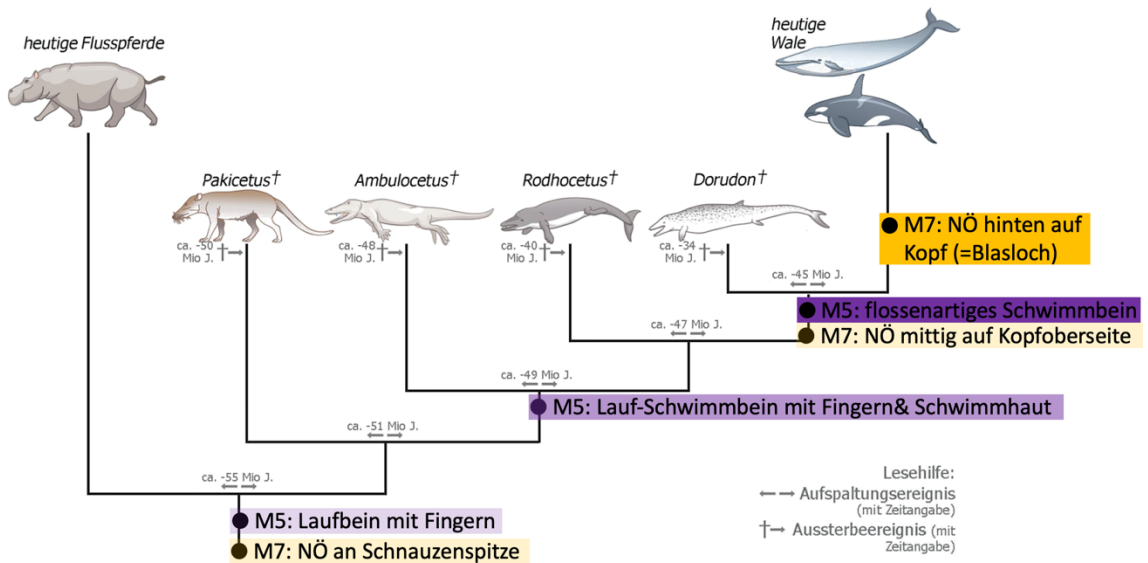 heutige Flusspferde
heutige
Wale
Pakicetus†
Ambulocetus†
Rodhocetus†
Dorudon†
ca. -50
Mio J.
†→
ca. -48
Mio J.
†→
ca. -40
Mio J.
†→
ca. -34
Mio J.
†→
● M7: NÖ hinten auf
Kopf (=Blasloch)
ca. -45 Mio J.
● M5: flossenartiges Schwimmbein
● M7: NÖ mittig auf Kopfoberseite
ca. -47 Mio J.
ca. -49 Mio J.
● M5: Lauf-Schwimmbein mit Fingern& Schwimmhaut
ca. -51 Mio J.
ca. -55 Mio J.
● M5: Laufbein mit Fingern
● M7: NÖ an Schnauzenspitze
Lesehilfe:
←→ Aufspaltungsereignis
(mit Zeitangabe)
†→ Aussterbeereignis (mit
Zeitangabe)